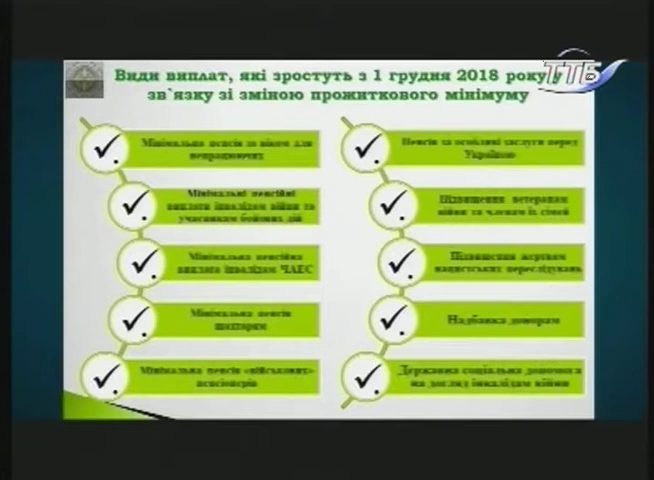 Види виплат, які зростуть з 1 грудня 2018 року у
зв`язку зі зміною прожиткового мінімуму
ТТБ
Мінімальна пенсія за віком для
непрацюючих
Мінімальні пенсійні
виплати інвалідам війни та
учасникам бойових дій
Мінімальна пенсійна
виплата інвалідам ЧАЕС
Мінімальна пенсія
шахтарям
Мінімальна пенсія «військових»
пенсіонерів
Пенсія за особливі заслуги перед
Україною
Підвищення ветеранам
війни та членам їх сімей
Підвищення жертвам
нацистських переслідувань
Надбавка донорам
Державна соціальна допомога
на догляд інвалідам війни